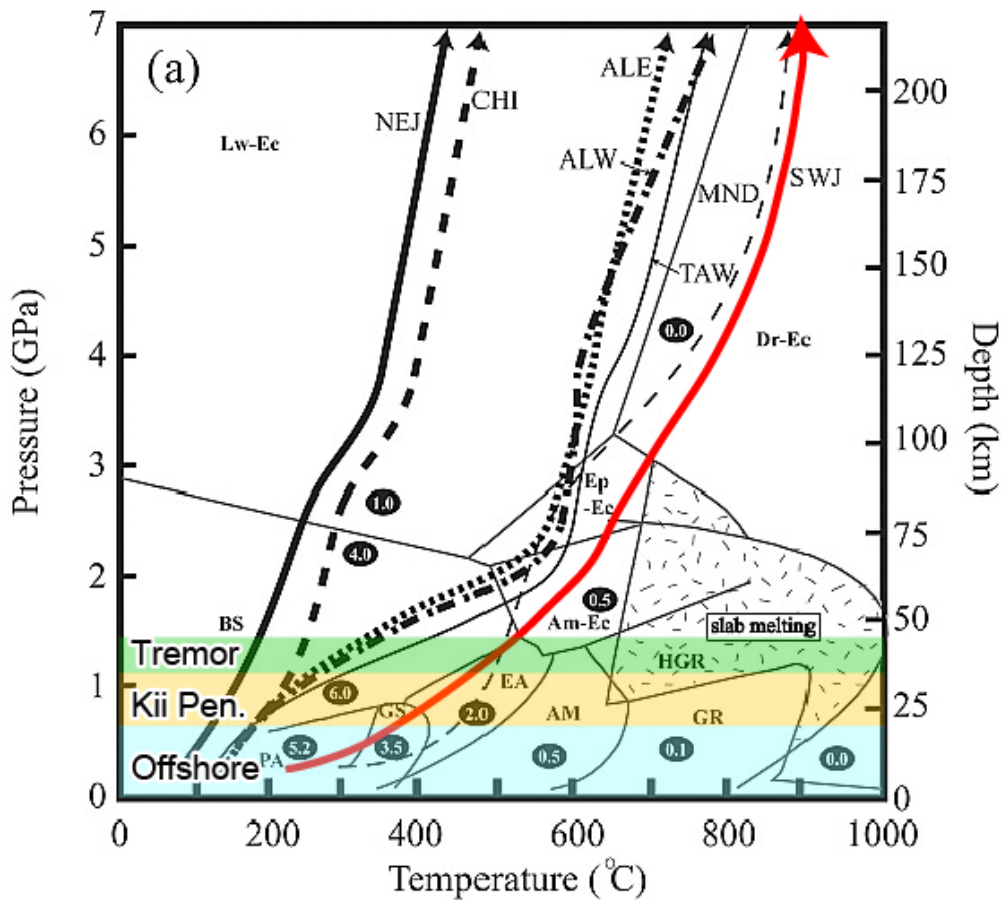 (a)
7
6
5
4
3
2
1
0
Pressure (GPa)
200
175
150
125
100
75
50
25
0
Depth (km)
0
200
400
600
800
1000
Temperature (°C)
NEJ
CHI
ALE
ALW
MND
SWJ
TAW
Lw-Ec
0.0
Dr-Ec
Ep
-Ec
1.0
4.0
0.5
Am-Ec
BS
slab melting
Tremor
HGR
EA
6.0
Kii Pen.
GS
2.0
AM
GR
5.2
3.5
0.5
0.1
0.0
PA
Offshore